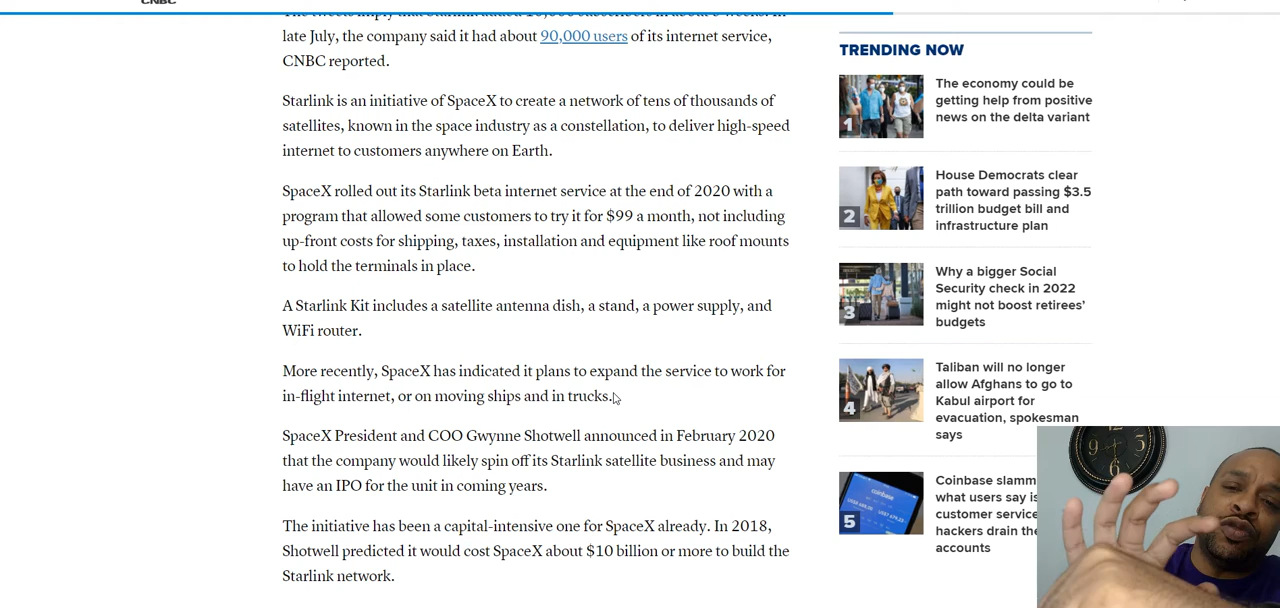 CNBC
late July, the company said it had about 90,000 users of its internet service,
CNBC reported.
Starlink is an initiative of SpaceX to create a network of tens of thousands of
satellites, known in the space industry as a constellation, to deliver high-speed
internet to customers anywhere on Earth.
SpaceX rolled out its Starlink beta internet service at the end of 2020 with a
program that allowed some customers to try it for $99 a month, not including
up-front costs for shipping, taxes, installation and equipment like roof mounts
to hold the terminals in place.
A Starlink Kit includes a satellite antenna dish, a stand, a power supply, and
WiFi router.
More recently, SpaceX has indicated it plans to expand the service to work for
in-flight internet, or on moving ships and in trucks.
SpaceX President and COO Gwynne Shotwell announced in February 2020
that the company would likely spin off its Starlink satellite business and may
have an IPO for the unit in coming years.
The initiative has been a capital-intensive one for SpaceX already. In 2018,
Shotwell predicted it would cost SpaceX about $10 billion or more to build the
Starlink network.
TRENDING NOW
1
The economy could be
getting help from positive
news on the delta variant
2
House Democrats clear
path toward passing $3.5
trillion budget bill and
infrastructure plan
3
Why a bigger Social
Security check in 2022
might not boost retirees'
budgets
4
Taliban will no longer
allow Afghans to go to
Kabul airport for
evacuation, spokesman
says
5
coinbase
Coinbase slamm
what users say is
customer service
hackers drain the
accounts
9
3
6